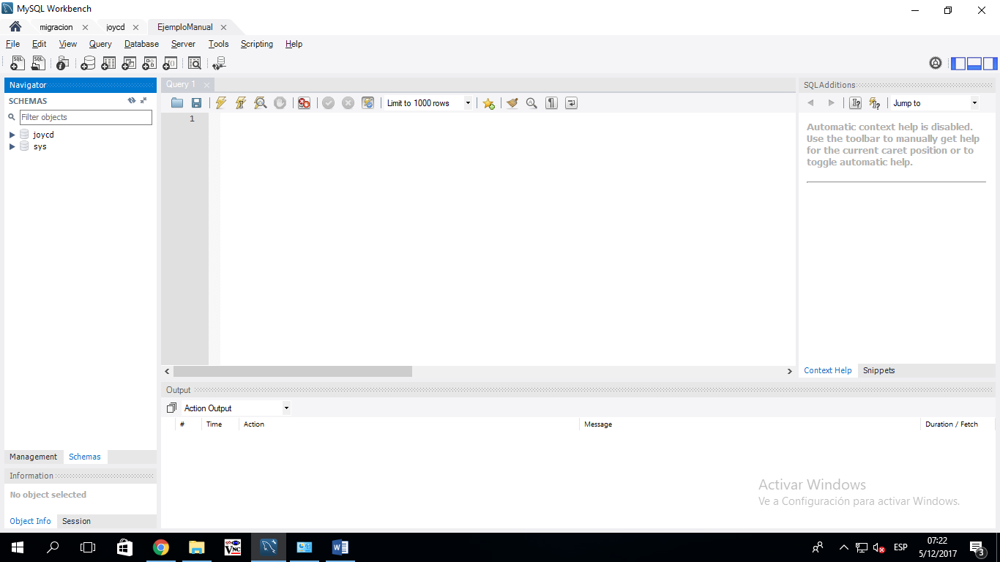 MySQL Workbench
migracion
joycd
EjemploManual
File Edit View Query Database Server Tools Scripting Help
Navigator
SCHEMAS
Filter objects
joycd
sys
Management Schemas
Information
No object selected
Object Info Session
Query 1
Limit to 1000 rows
1
SQLAdditions
Jump to
Automatic context help is disabled.
Use the toolbar to manually get help
for the current caret position or to
toggle automatic help.
Context Help Snippets
Output
Action Output
# Time Action Message Duration / Fetch
Activar Windows
Ve a Configuración para activar Windows.
ESP
07:22
5/12/2017
3